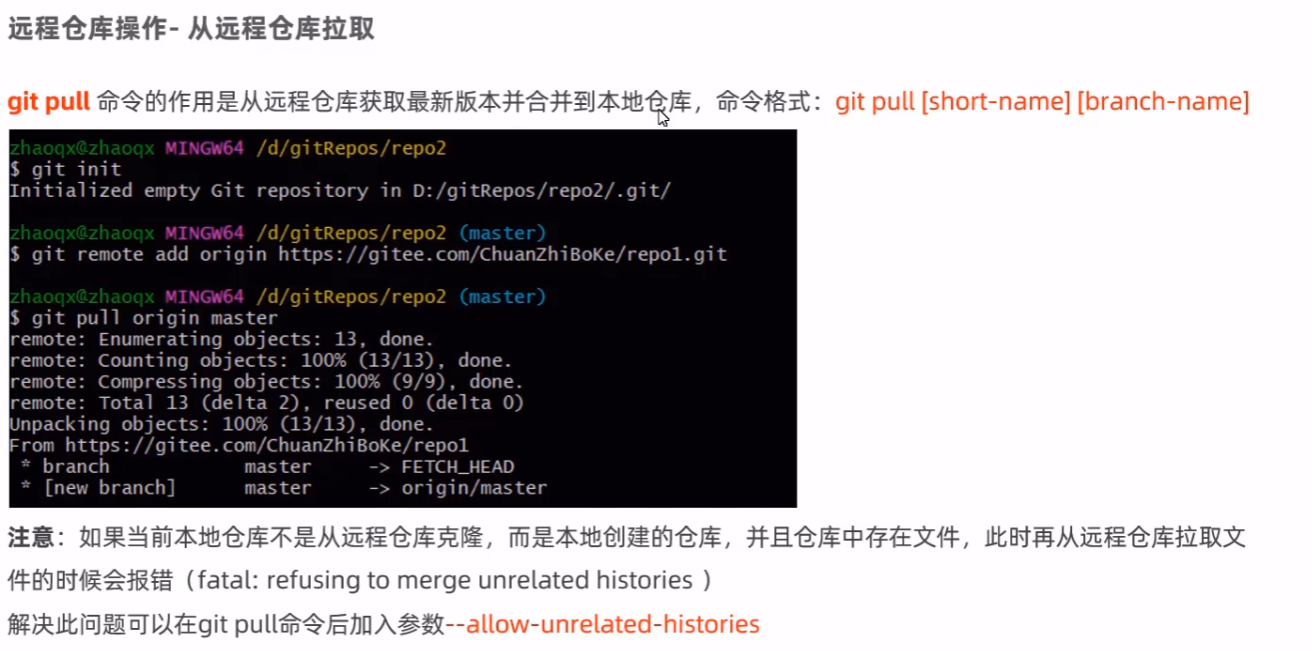 远程仓库操作- 从远程仓库拉取
git pull 命令的作用是从远程仓库获取最新版本并合并到本地仓库，命令格式：git pull [short-name] [branch-name]
zhaoqx@zhaoqx MINGW64 /d/gitRepos/repo2
$ git init
Initialized empty Git repository in D:/gitRepos/repo2/.git/
zhaoqx@zhaoqx MINGW64 /d/gitRepos/repo2 (master)
$ git remote add origin https://gitee.com/ChuanZhiBoKe/repo1.git
zhaoqx@zhaoqx MINGW64 /d/gitRepos/repo2 (master)
$ git pull origin master
remote: Enumerating objects: 13, done.
remote: Counting objects: 100% (13/13), done.
remote: Compressing objects: 100% (9/9), done.
remote: Total 13 (delta 2), reused 0 (delta 0)
Unpacking objects: 100% (13/13), done.
From https://gitee.com/ChuanZhiBoKe/repo1
 * branch            master     -> FETCH_HEAD
 * [new branch]      master     -> origin/master
注意：如果当前本地仓库不是从远程仓库克隆，而是本地创建的仓库，并且仓库中存在文件，此时再从远程仓库拉取文
件的时候会报错（fatal: refusing to merge unrelated histories ）
解决此问题可以在git pull命令后加入参数--allow-unrelated-histories